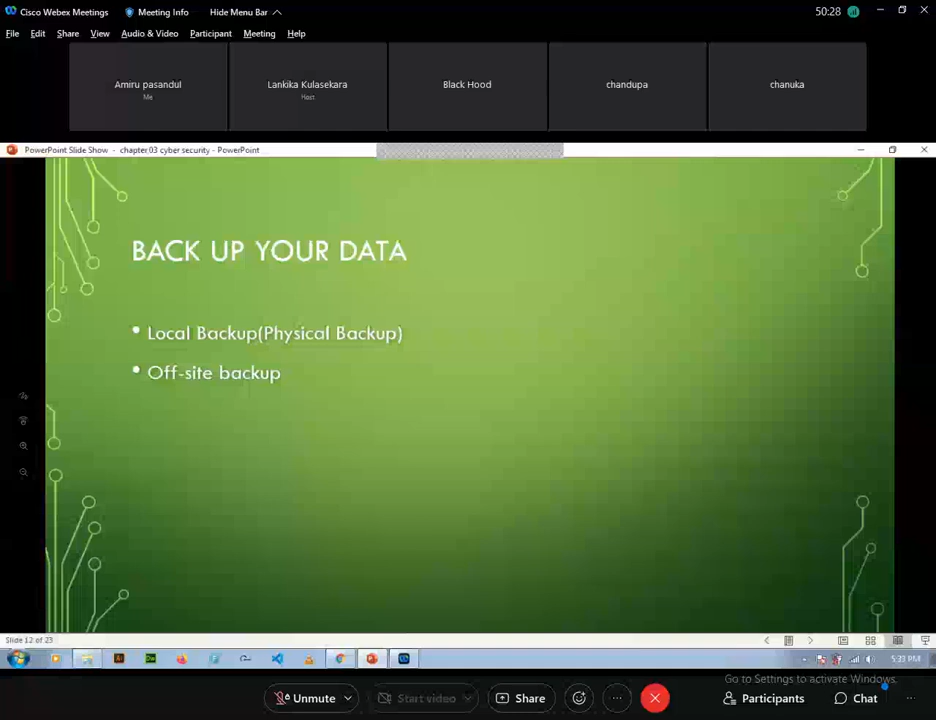 Cisco Webex Meetings Meeting Info Hide Menu Bar 50:28
File Edit Share View Audio & Video Participant Meeting Help
Amiru pasandul Lankika Kulasekara Black Hood chandupa chanuka
Me Host
PowerPoint Slide Show - chapter 03 cyber security - PowerPoint
BACK UP YOUR DATA
• Local Backup(Physical Backup)
• Off-site backup
Slide 12 of 23
5:33 PM
Go to Settings to activate Windows.
Unmute Start video Share Participants Chat